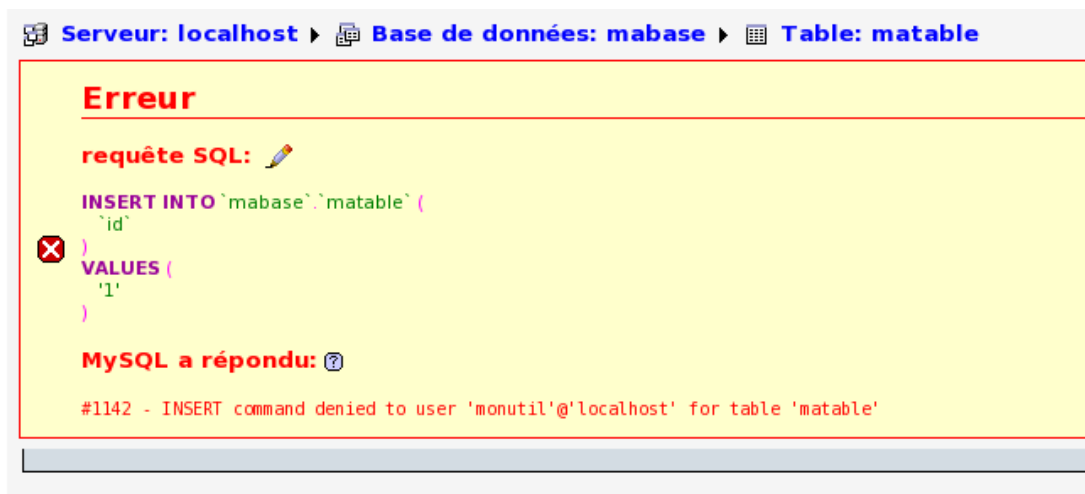 Serveur: localhost Base de données: mabase Table: matable
Erreur
requête SQL:
INSERT INTO `mabase`.`matable` (
`id`
)
VALUES (
'1'
)
MySQL a répondu:
#1142 - INSERT command denied to user 'monutil'@'localhost' for table 'matable'